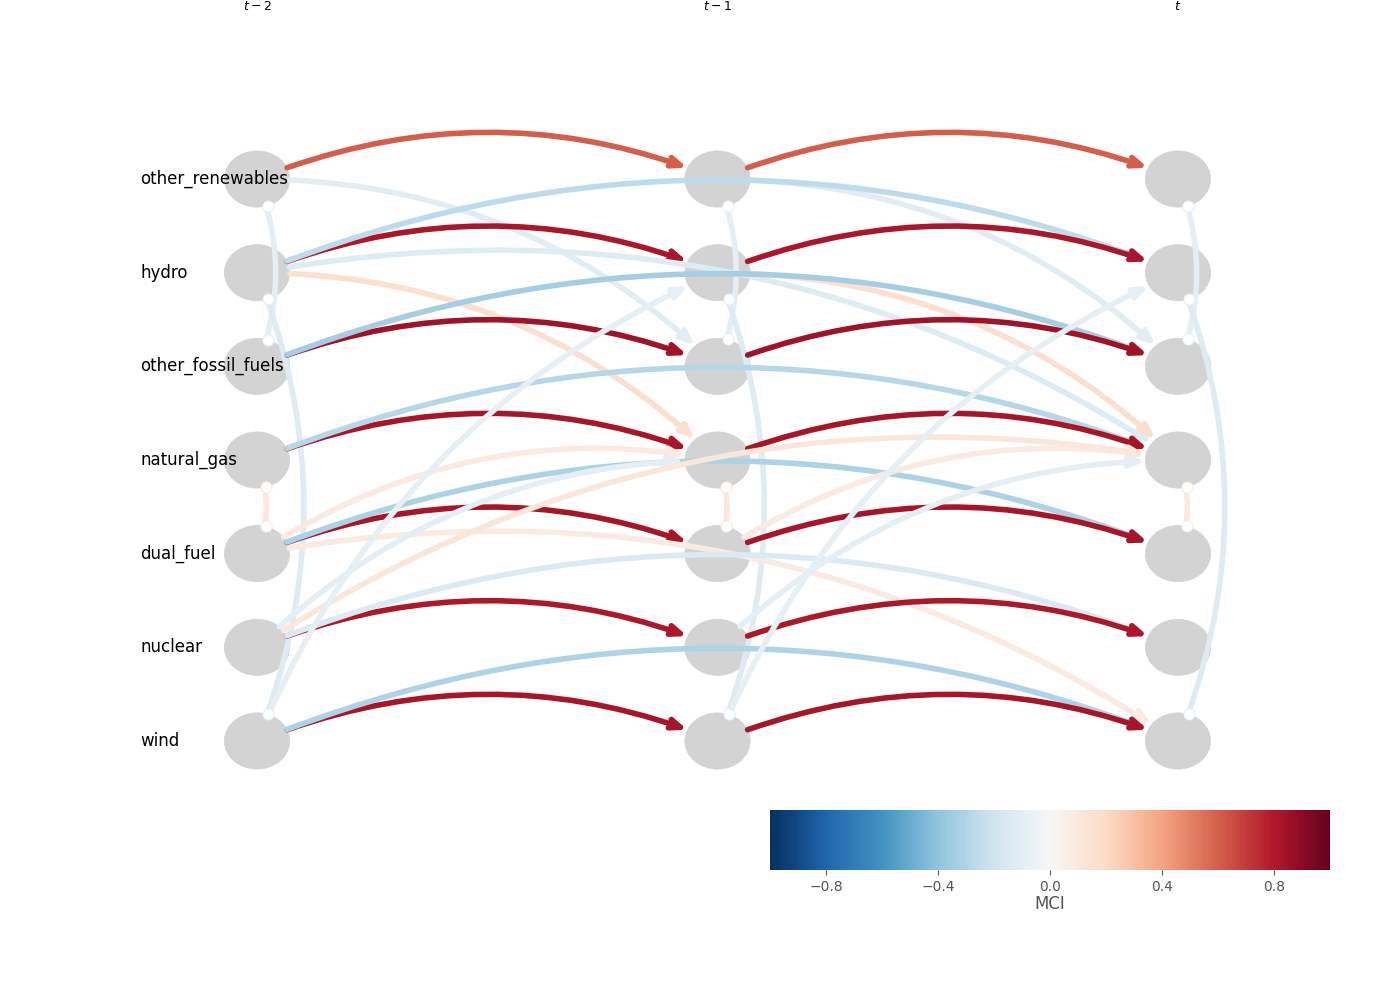 t − 2 t − 1 t
other_renewables
hydro
other_fossil_fuels
natural_gas
dual_fuel
nuclear
wind
−0.8 −0.4 0.0 0.4 0.8
MCI